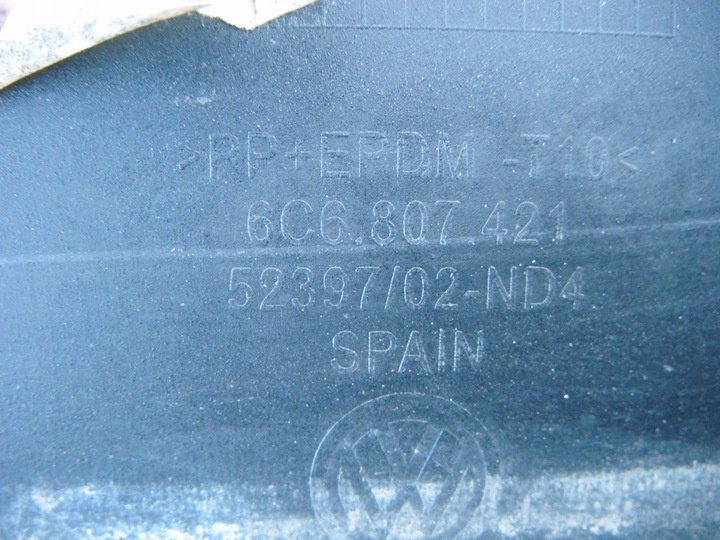 >PP+EPDM -T10<
6C6.807.421
52397/02-ND4
SPAIN